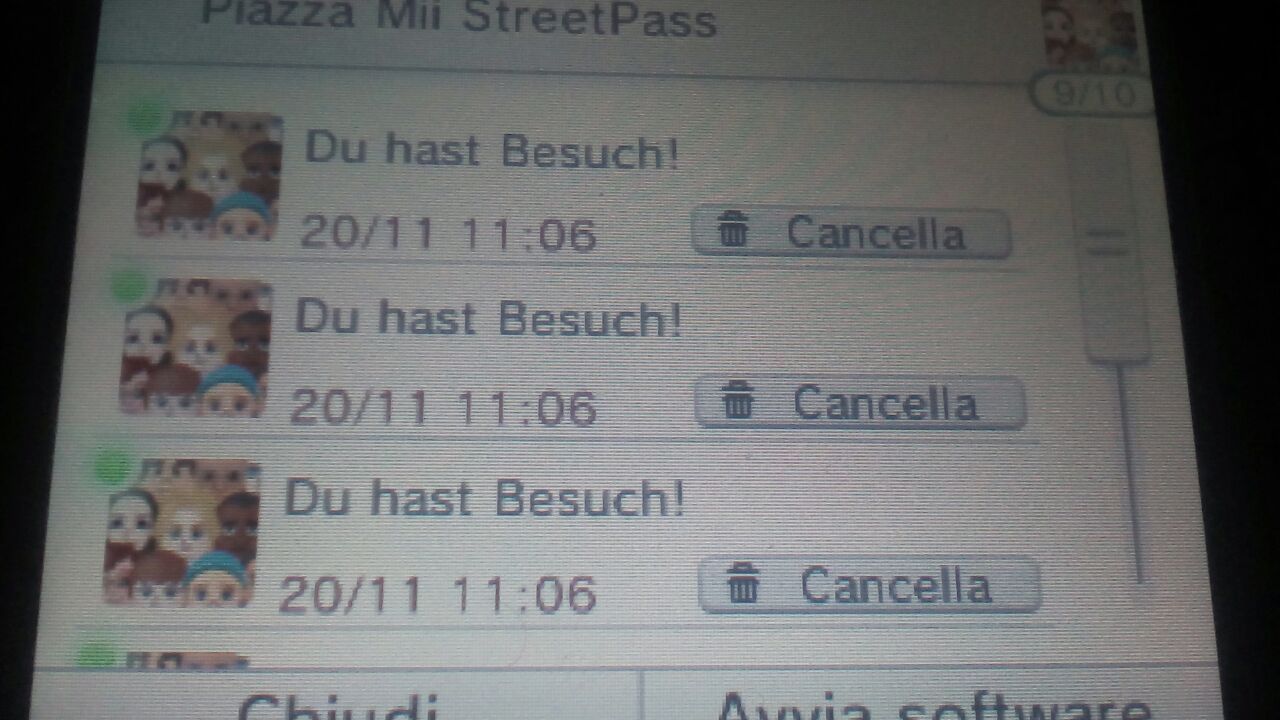 Piazza Mii StreetPass
9/10
Du hast Besuch!
20/11 11:06
Cancella
Du hast Besuch!
20/11 11:06
Cancella
Du hast Besuch!
20/11 11:06
Cancella
Chiudi
Avvia software